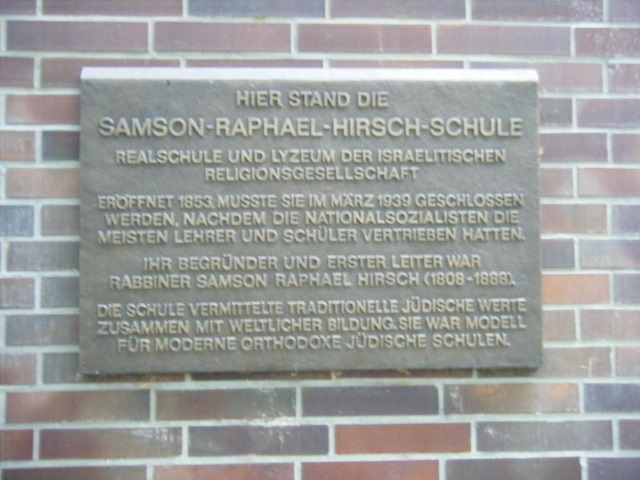 HIER STAND DIE
SAMSON-RAPHAEL-HIRSCH-SCHULE
REALSCHULE UND LYZEUM DER ISRAELITISCHEN
RELIGIONSGESELLSCHAFT
ERÖFFNET 1853, MUSSTE SIE IM MÄRZ 1939 GESCHLOSSEN
WERDEN, NACHDEM DIE NATIONALSOZIALISTEN DIE
MEISTEN LEHRER UND SCHÜLER VERTRIEBEN HATTEN.
IHR BEGRÜNDER UND ERSTER LEITER WAR
RABBINER SAMSON RAPHAEL HIRSCH (1808-1888).
DIE SCHULE VERMITTELTE TRADITIONELLE JÜDISCHE WERTE
ZUSAMMEN MIT WELTLICHER BILDUNG. SIE WAR MODELL
FÜR MODERNE ORTHODOXE JÜDISCHE SCHULEN.